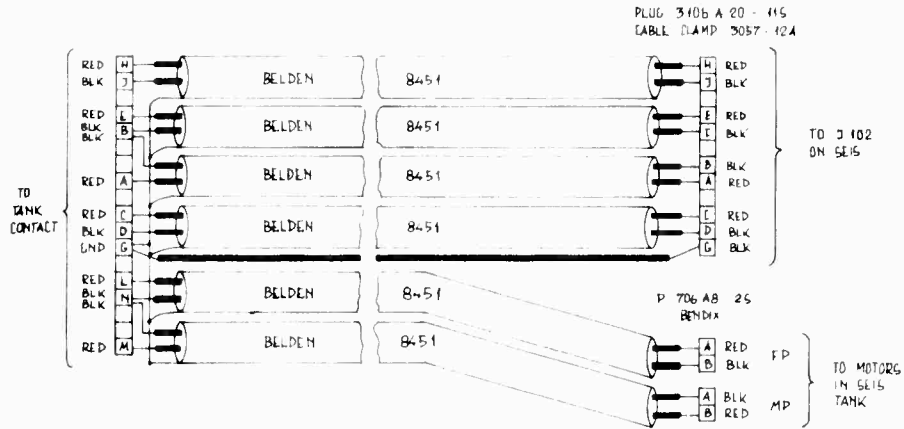 PLUG 3106 A 20 - 11S
CABLE CLAMP 3057 - 12A
RED H BELDEN 8451 H RED
BLK J J BLK
RED E BELDEN 8451 E RED
BLK B BLK
BLK
BELDEN 8451 B BLK
RED A A RED
TO J 102
ON SEIS
TO
TANK
CONTACT
RED C BELDEN 8451 RED
BLK D D BLK
GND G G BLK
RED L BELDEN 8451
BLK N
BLK
P 706 AB 25
BENDIX
RED M BELDEN 8451
A RED FP
B BLK
A BLK MP
B RED
TO MOTORS
IN SEIS
TANK